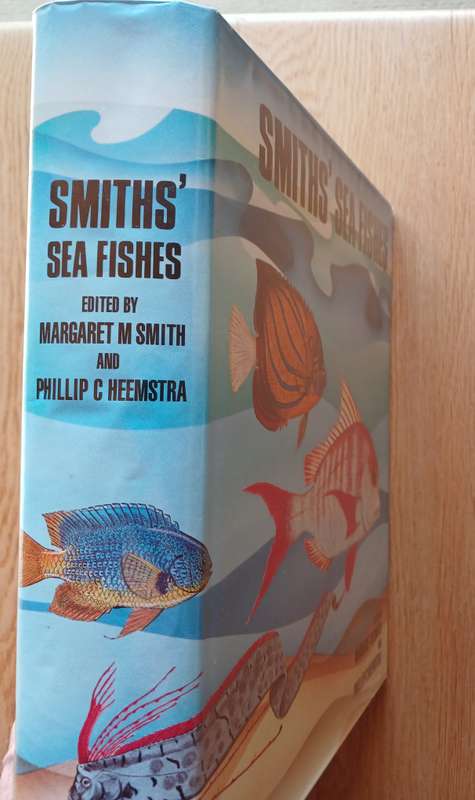 SMITHS'
SEA FISHES
EDITED BY
MARGARET M SMITH
AND
PHILLIP C HEEMSTRA
SMITHS' SEA FISHES